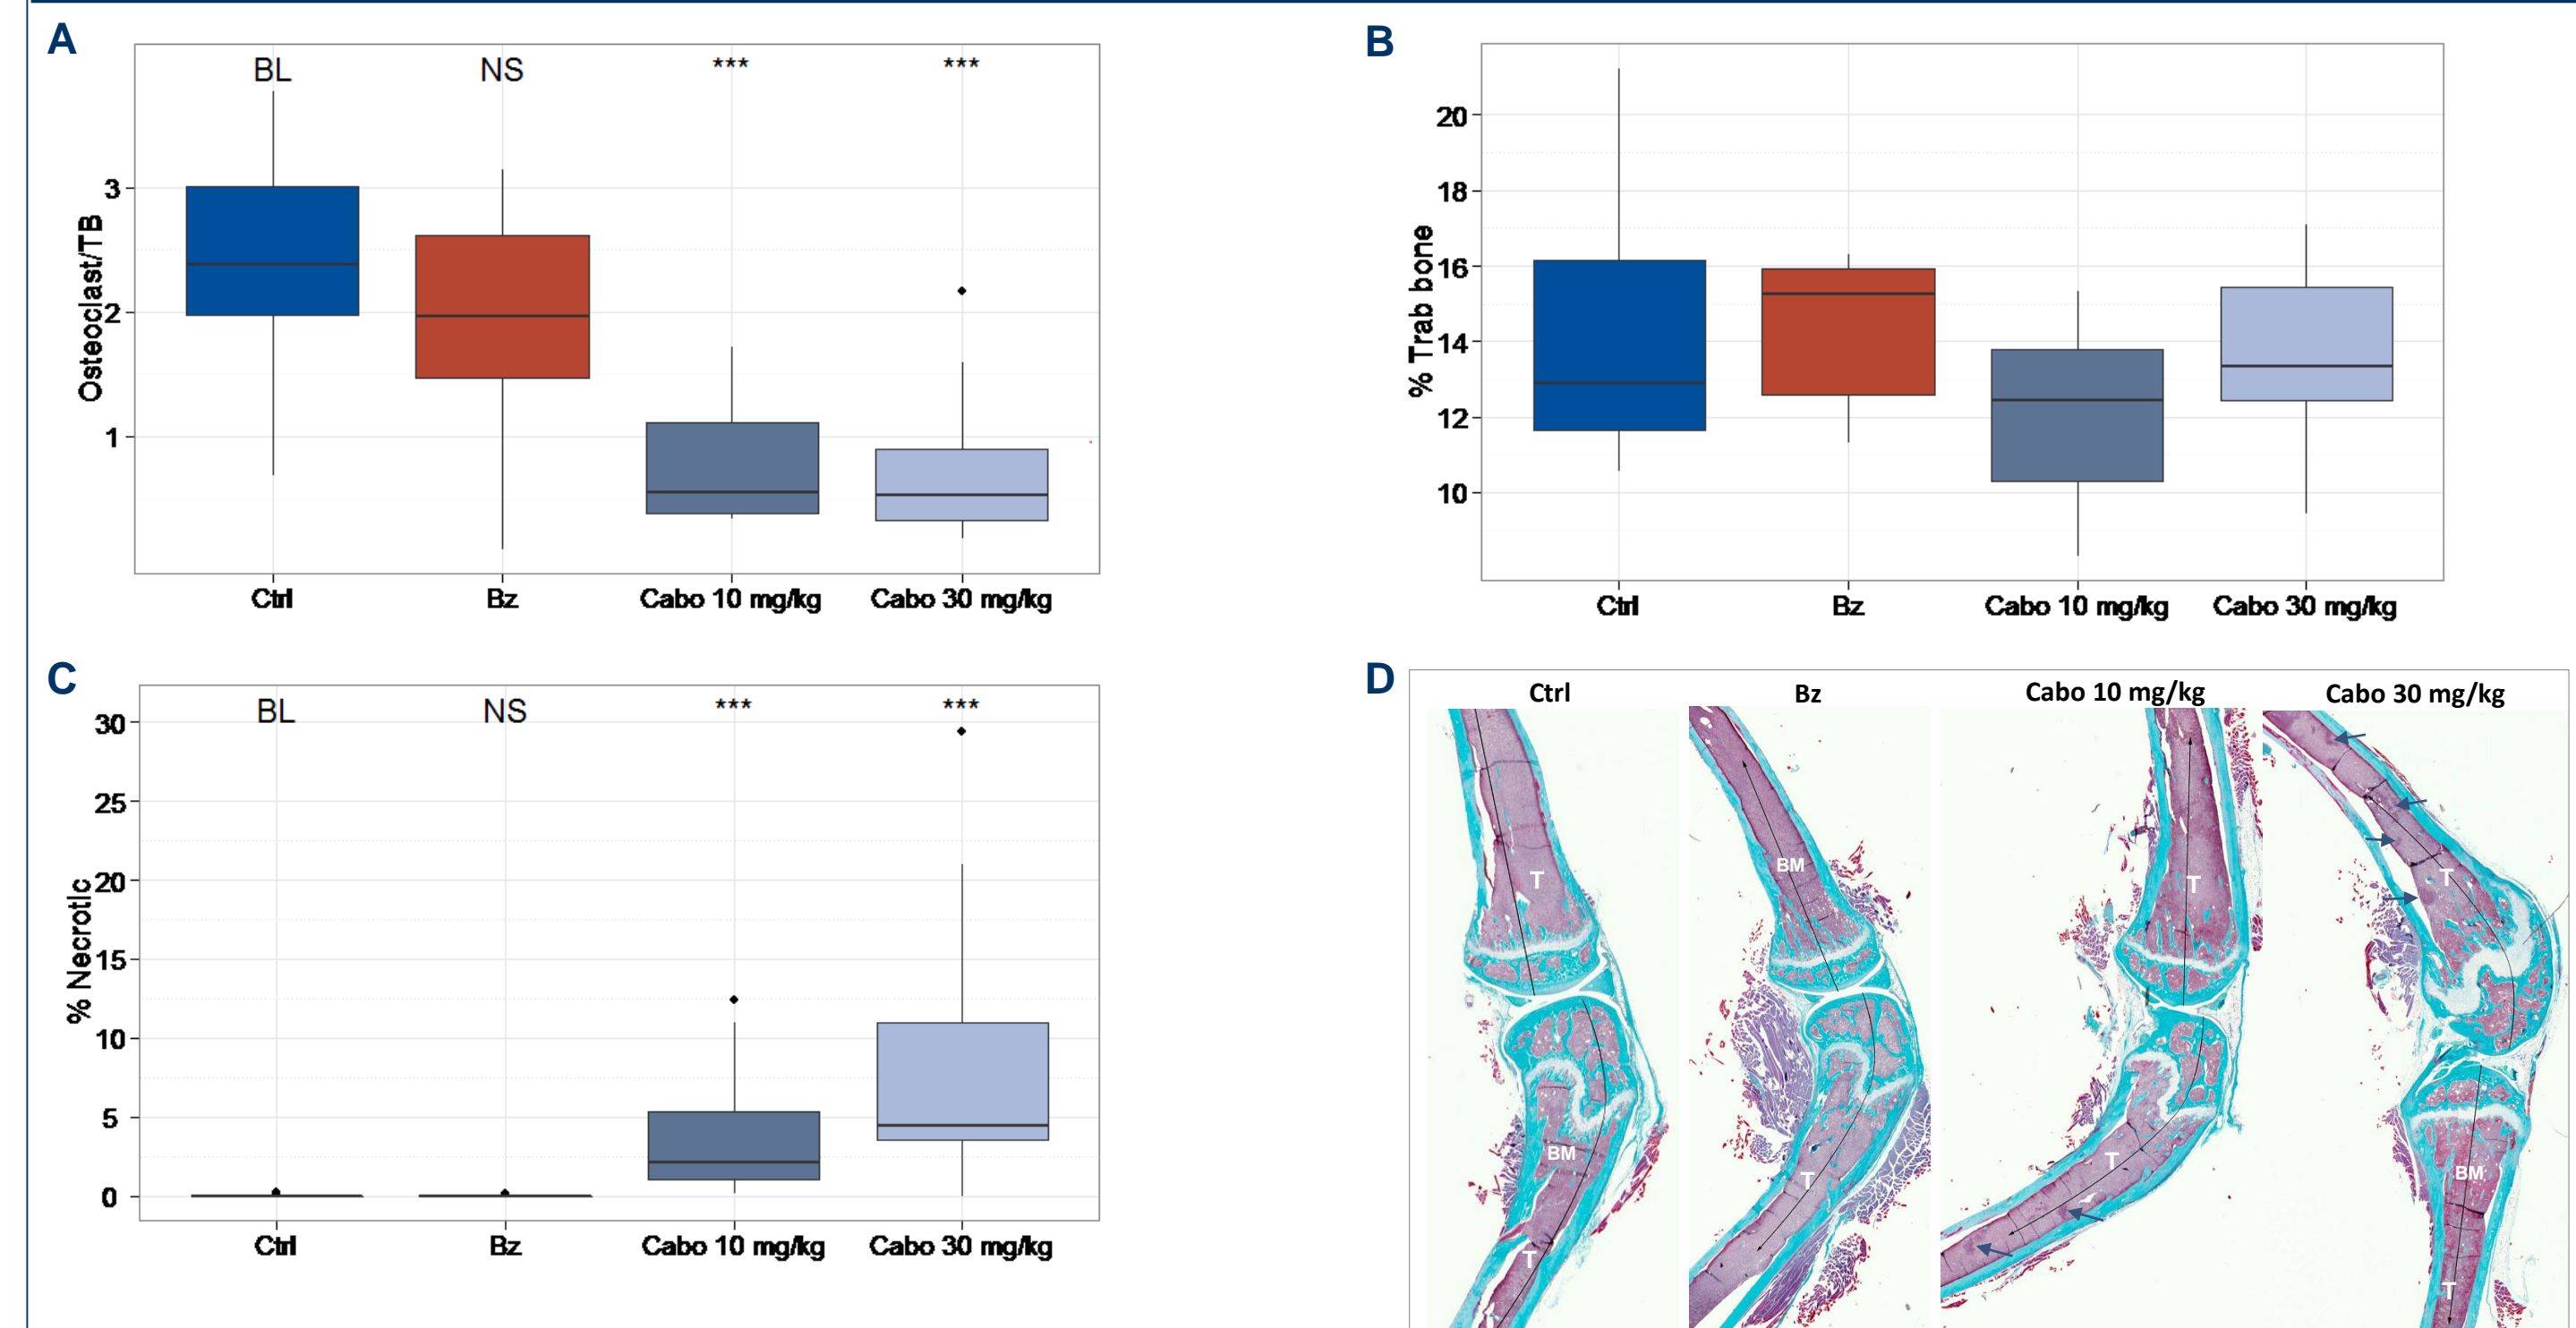 A
BL NS *** ***
Osteoclast/TB
3
2
1
Ctrl Bz Cabo 10 mg/kg Cabo 30 mg/kg
B
% Trab bone
20
18
16
14
12
10
Ctrl Bz Cabo 10 mg/kg Cabo 30 mg/kg
C
BL NS *** ***
% Necrotic
30
25
20
15
10
5
0
Ctrl Bz Cabo 10 mg/kg Cabo 30 mg/kg
D
Ctrl Bz Cabo 10 mg/kg Cabo 30 mg/kg
T BM T T
BM T T BM
T T